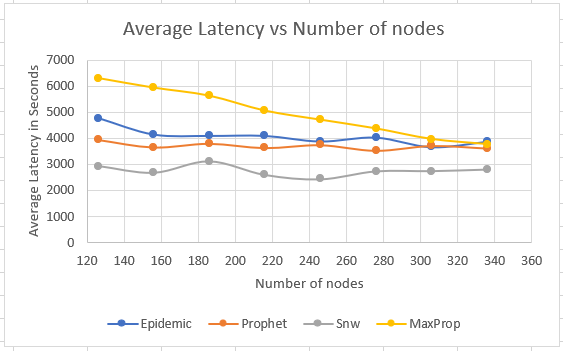 Average Latency vs Number of nodes
Average Latency in Seconds
7000
6000
5000
4000
3000
2000
1000
0
120 140 160 180 200 220 240 260 280 300 320 340 360
Number of nodes
Epidemic Prophet Snw MaxProp